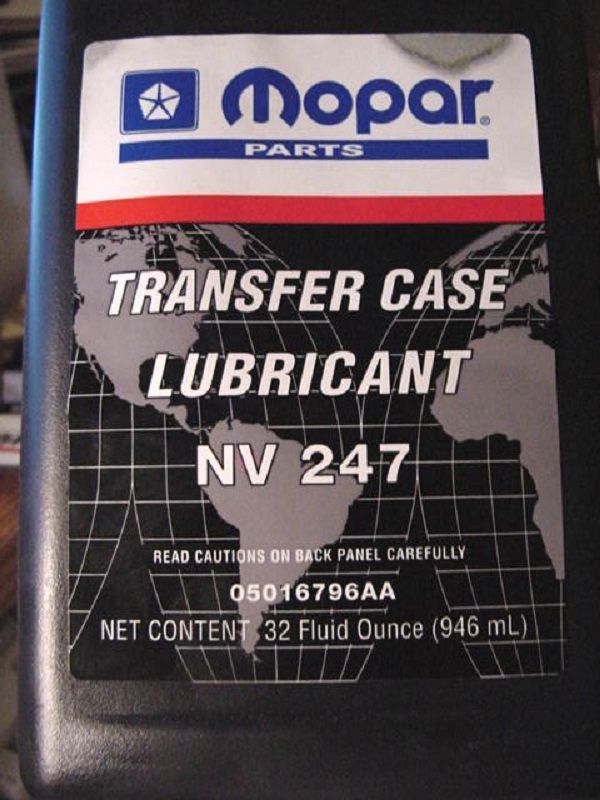 Mopar®
PARTS
TRANSFER CASE
LUBRICANT
NV 247
READ CAUTIONS ON BACK PANEL CAREFULLY
05016796AA
NET CONTENT 32 Fluid Ounce (946 mL)